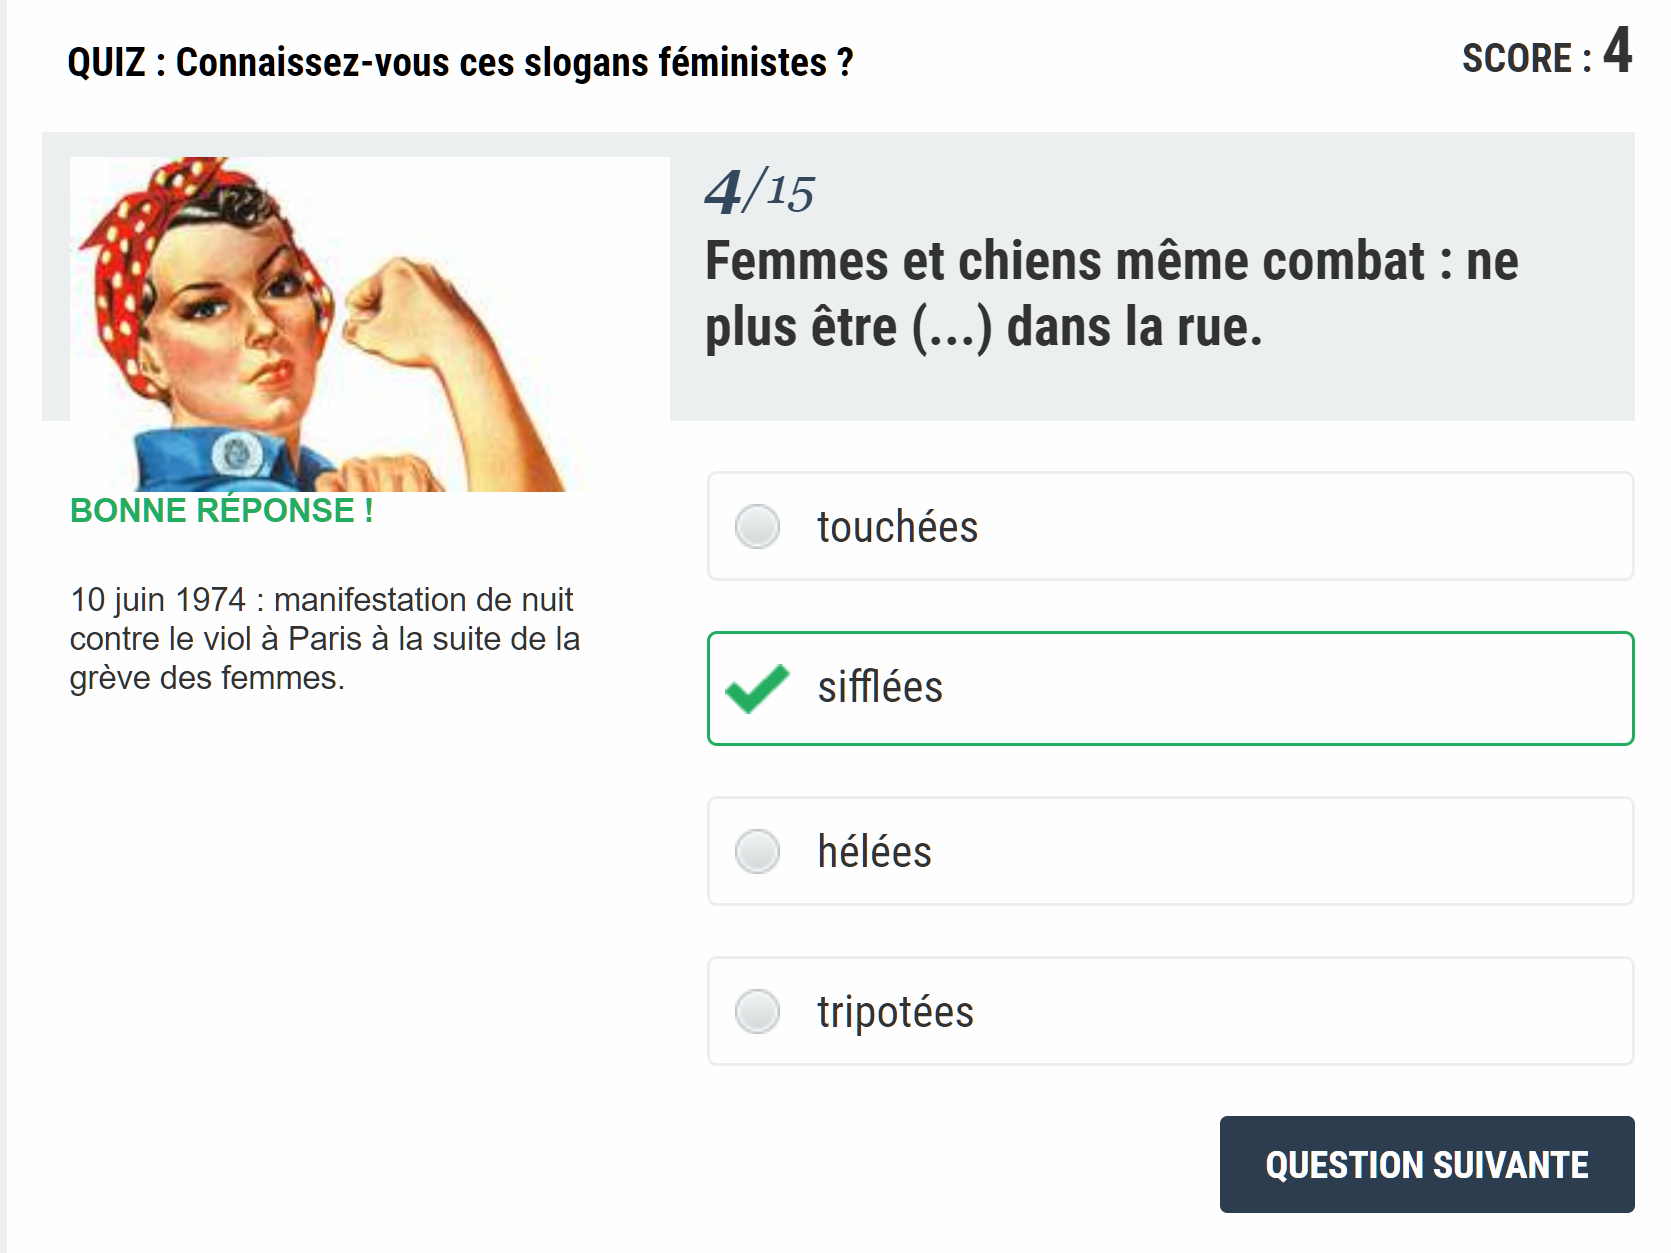 QUIZ : Connaissez-vous ces slogans féministes ?
SCORE : 4
4/15
Femmes et chiens même combat : ne
plus être (...) dans la rue.
BONNE RÉPONSE !
10 juin 1974 : manifestation de nuit
contre le viol à Paris à la suite de la
grève des femmes.
touchées
sifflées
hélées
tripotées
QUESTION SUIVANTE